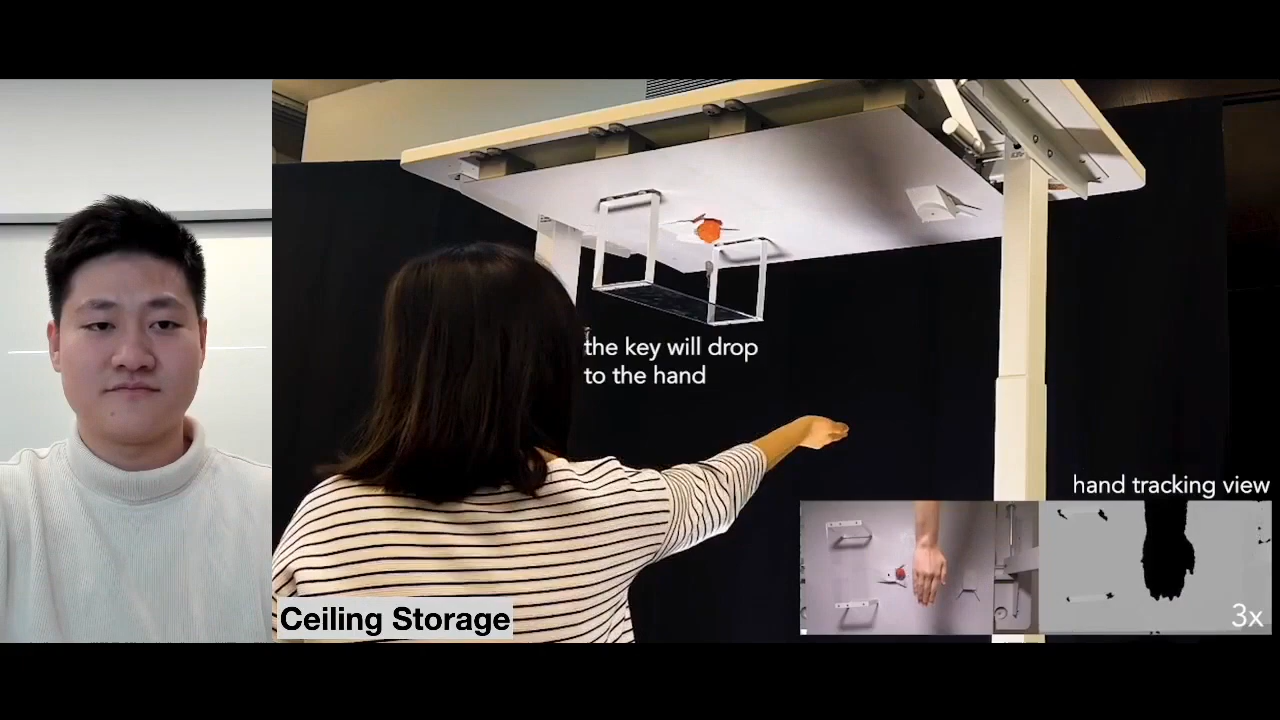 the key will drop
to the hand
hand tracking view
Ceiling Storage
3x